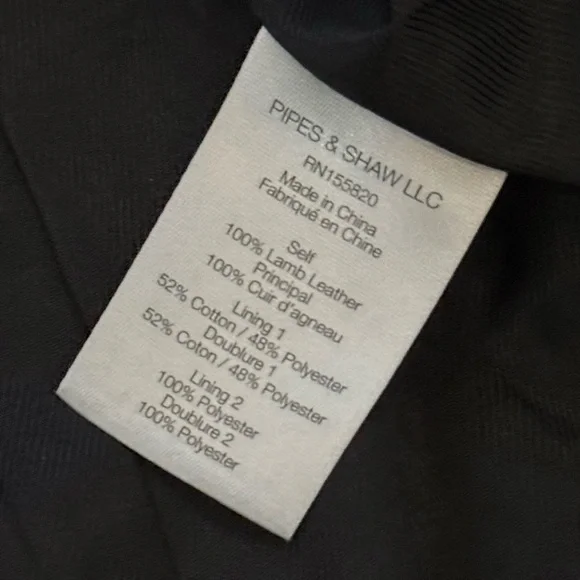 PIPES & SHAW LLC
RN155820
Made in China
Fabriqué en Chine
Self
100% Lamb Leather
Principal
100% Cuir d'agneau
Lining 1
52% Cotton / 48% Polyester
Doublure 1
52% Coton / 48% Polyester
Lining 2
100% Polyester
Doublure 2
100% Polyester